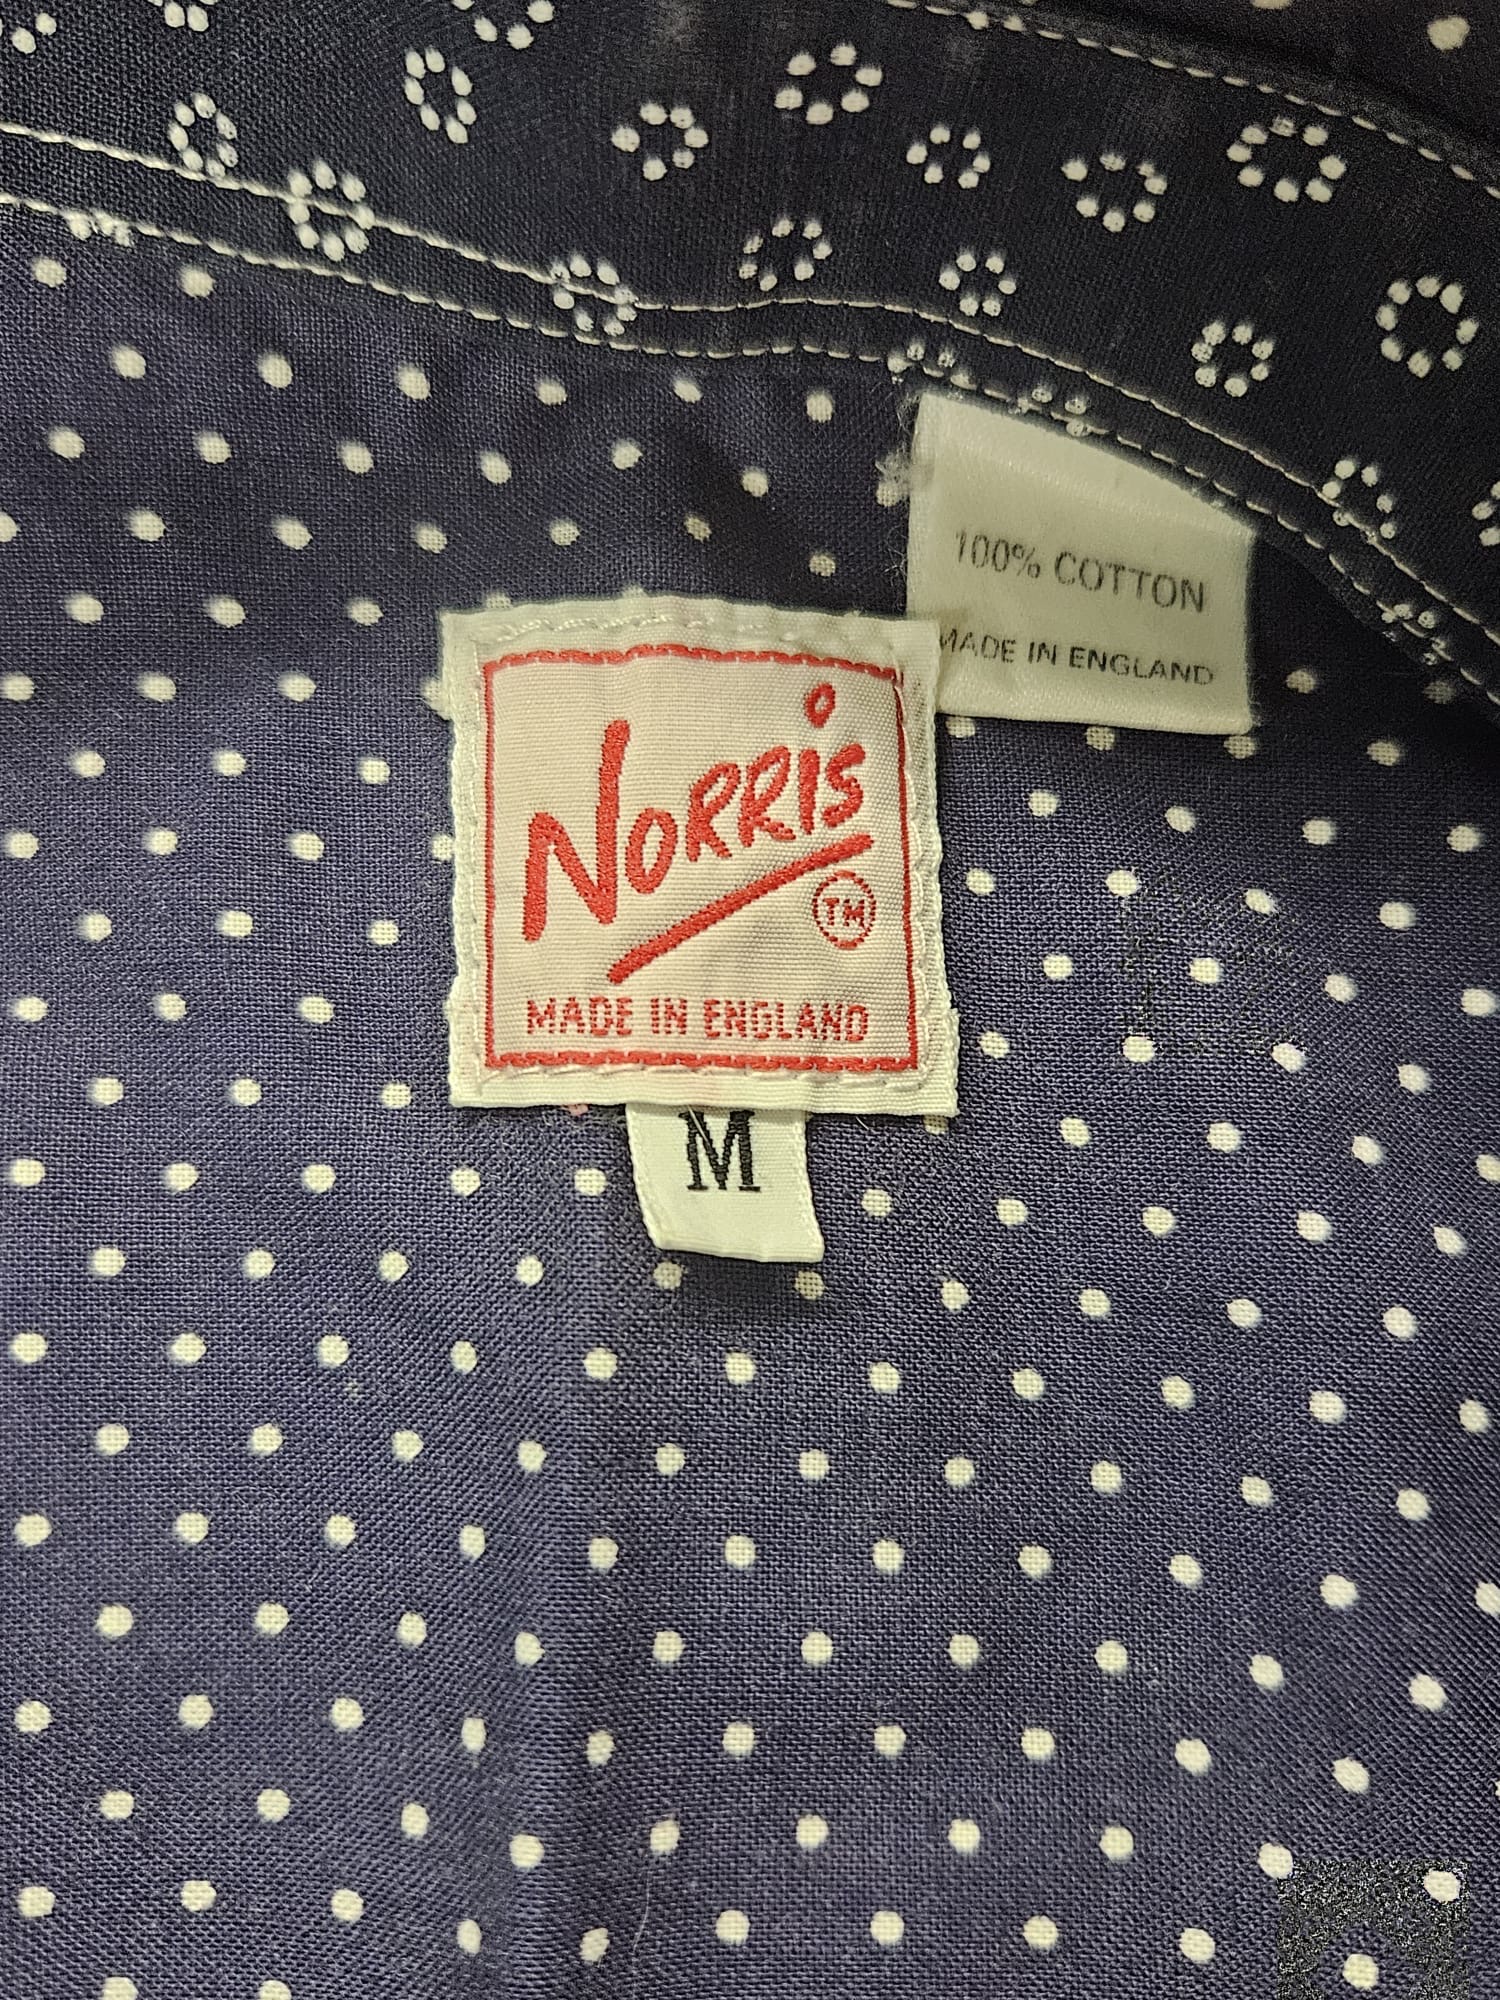 100% COTTON
MADE IN ENGLAND
NORRiS
TM
MADE IN ENGLAND
M